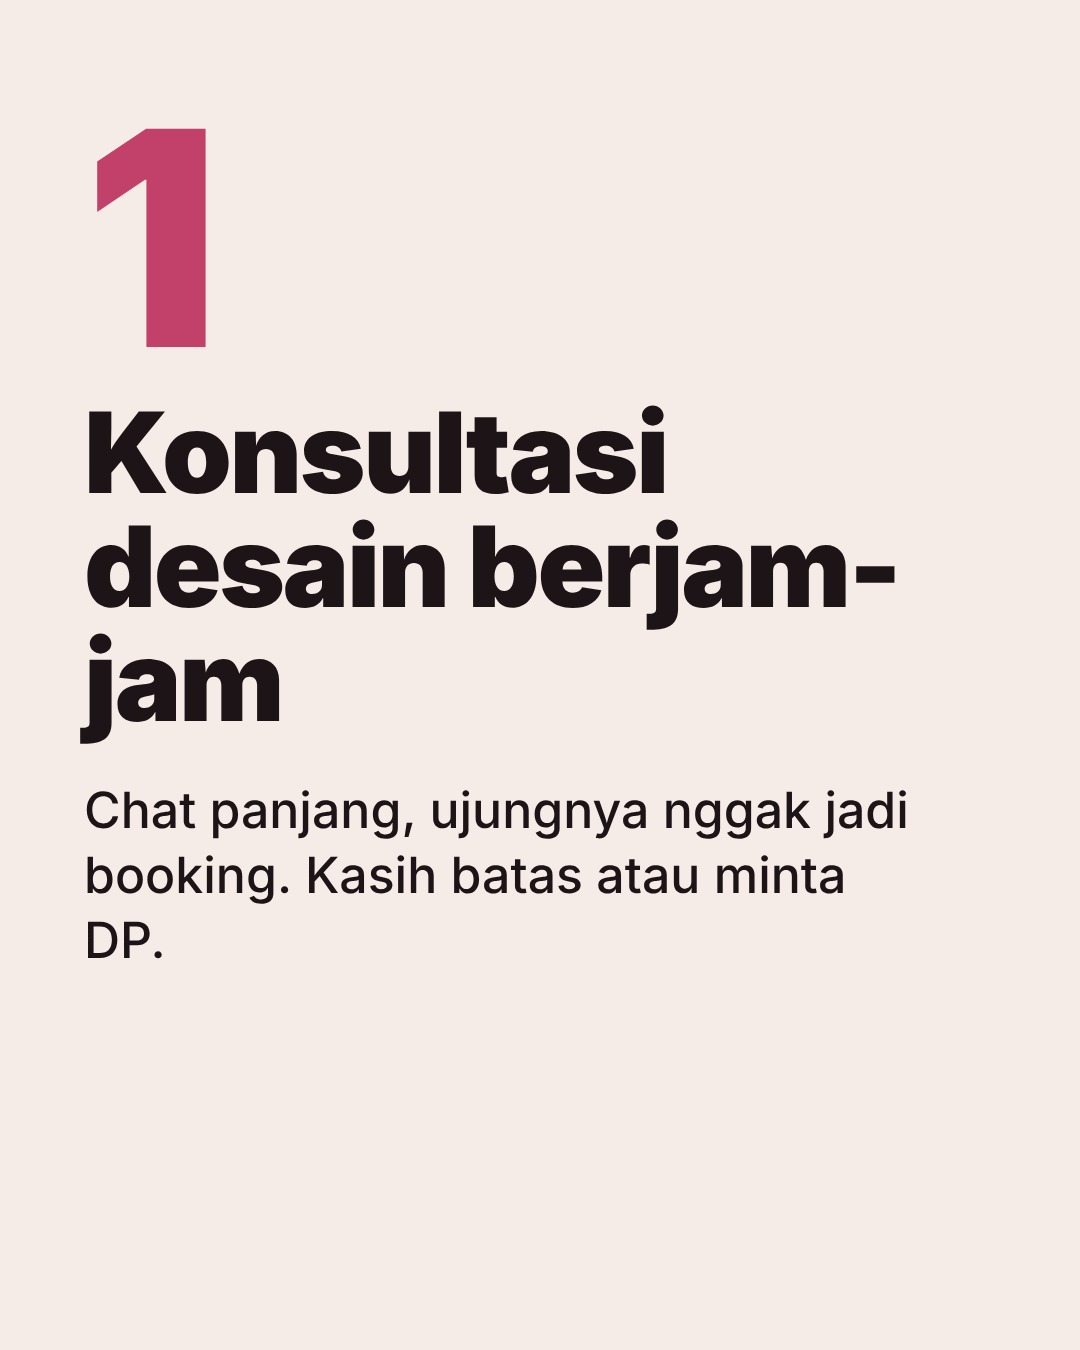 1
Konsultasi
desain berjam-
jam
Chat panjang, ujungnya nggak jadi
booking. Kasih batas atau minta
DP.